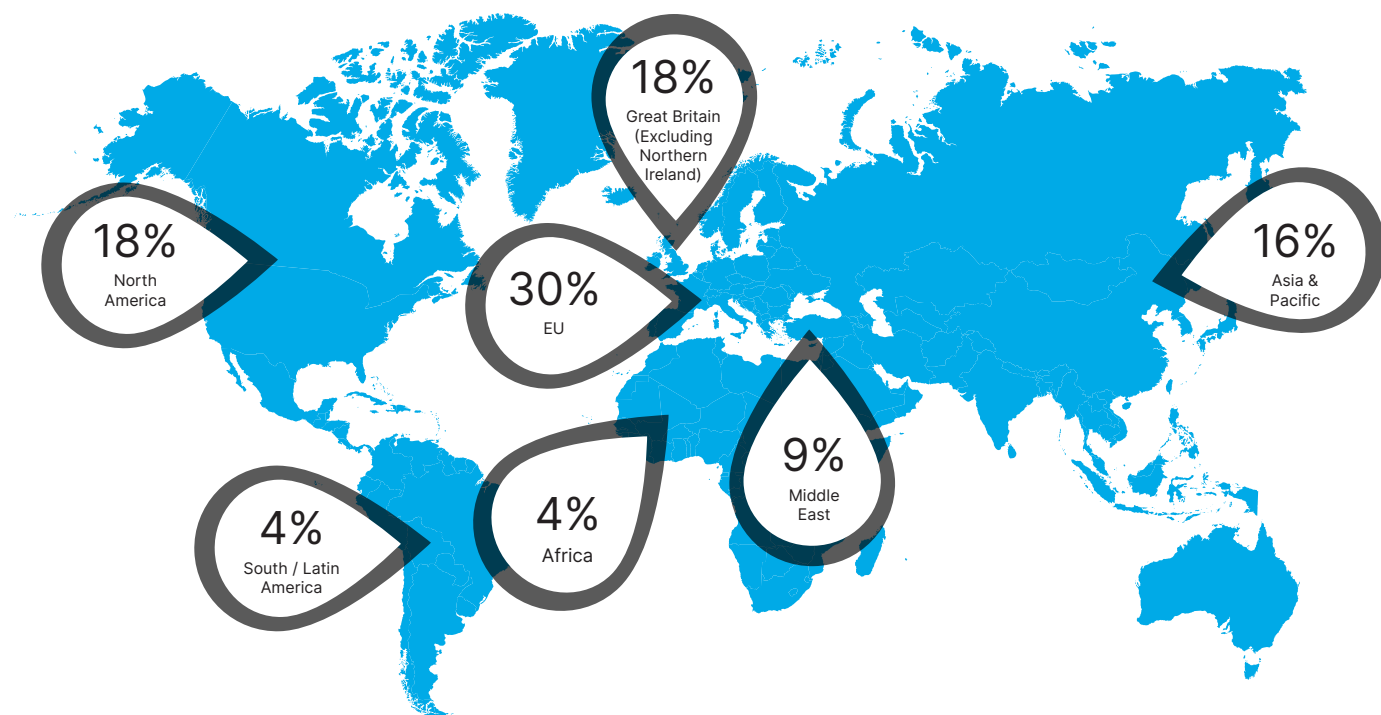 18%
Great Britain
(Excluding
Northern
Ireland)
18%
North
America
30%
EU
16%
Asia &
Pacific
9%
Middle
East
4%
Africa
4%
South / Latin
America